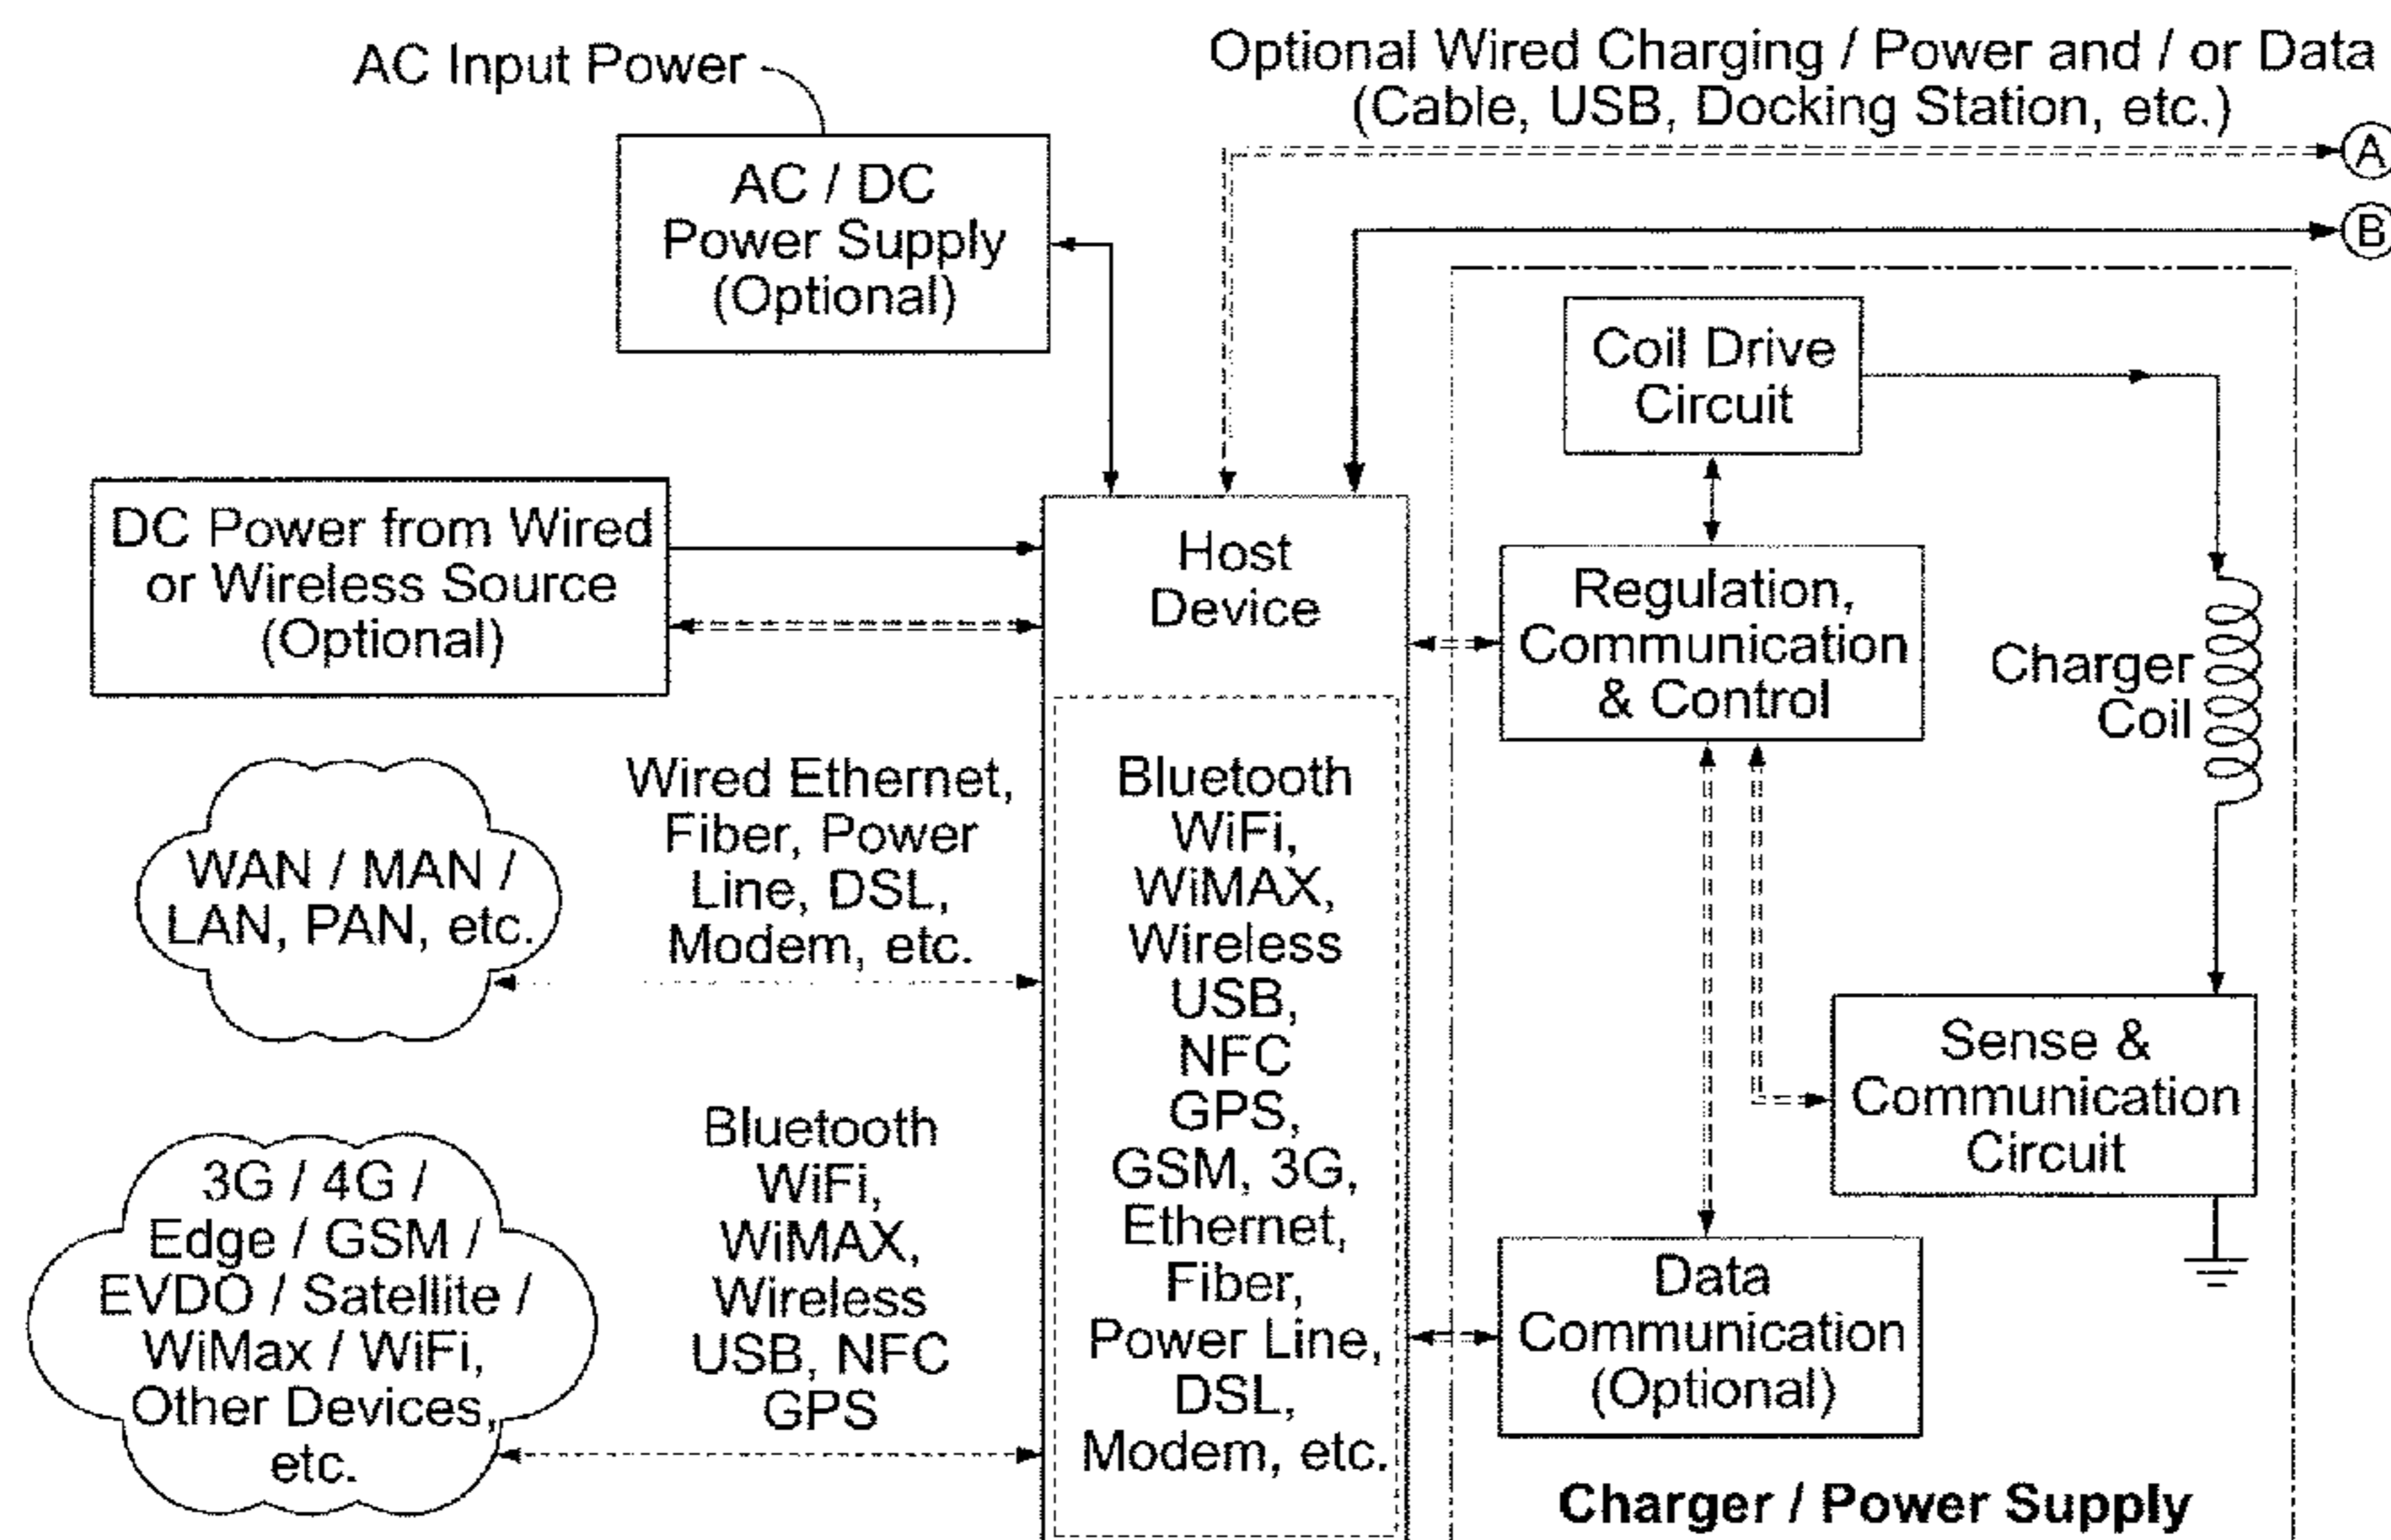 AC Input Power
Optional Wired Charging / Power and / or Data
(Cable, USB, Docking Station, etc.)
A
B
AC / DC
Power Supply
(Optional)
Coil Drive
Circuit
DC Power from Wired
or Wireless Source
(Optional)
Host
Device
Regulation,
Communication
& Control
Charger
Coil
WAN / MAN /
LAN, PAN, etc.
Wired Ethernet,
Fiber, Power
Line, DSL,
Modem, etc.
Bluetooth
WiFi,
WiMAX,
Wireless
USB,
NFC
GPS,
GSM, 3G,
Ethernet,
Fiber,
Power Line,
DSL,
Modem, etc.
Sense &
Communication
Circuit
3G / 4G /
Edge / GSM /
EVDO / Satellite /
WiMax / WiFi,
Other Devices,
etc.
Bluetooth
WiFi,
WiMAX,
Wireless
USB, NFC
GPS
Data
Communication
(Optional)
Charger / Power Supply